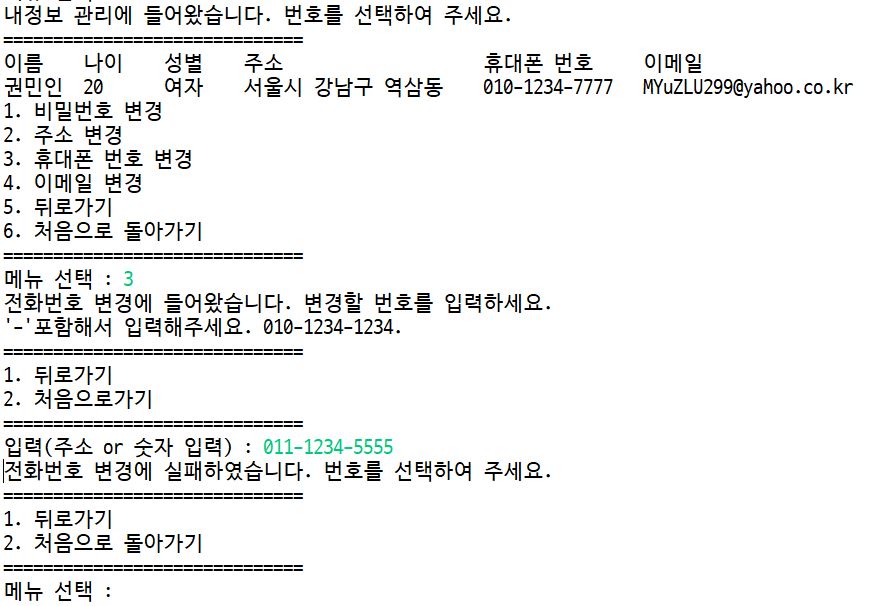 내정보 관리에 들어왔습니다. 번호를 선택하여 주세요.
==============================
이름 나이 성별 주소 휴대폰 번호 이메일
권민인 20 여자 서울시 강남구 역삼동 010-1234-7777 MYuZLU299@yahoo.co.kr
1. 비밀번호 변경
2. 주소 변경
3. 휴대폰 번호 변경
4. 이메일 변경
5. 뒤로가기
6. 처음으로 돌아가기
==============================
메뉴 선택 : 3
전화번호 변경에 들어왔습니다. 변경할 번호를 입력하세요.
'-'포함해서 입력해주세요. 010-1234-1234.
==============================
1. 뒤로가기
2. 처음으로가기
==============================
입력(주소 or 숫자 입력) : 011-1234-5555
전화번호 변경에 실패하였습니다. 번호를 선택하여 주세요.
==============================
1. 뒤로가기
2. 처음으로 돌아가기
==============================
메뉴 선택 :